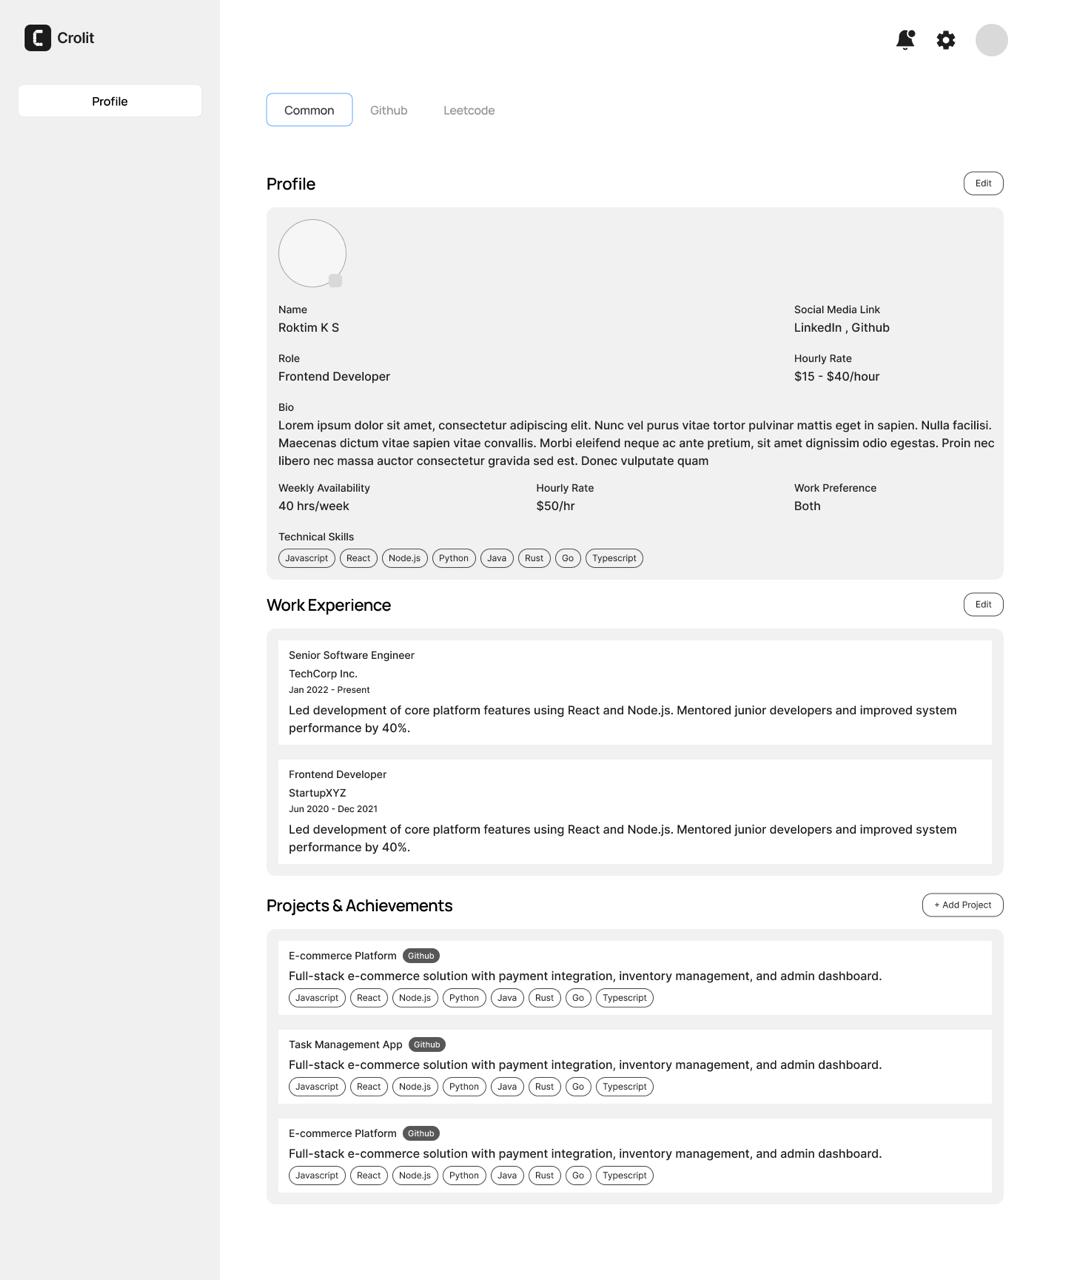 Crolit
Profile
Common Github Leetcode
Profile
Edit
Name
Roktim K S
Social Media Link
LinkedIn , Github
Role
Frontend Developer
Hourly Rate
$15 - $40/hour
Bio
Lorem ipsum dolor sit amet, consectetur adipiscing elit. Nunc vel purus vitae tortor pulvinar mattis eget in sapien. Nulla facilisi.
Maecenas dictum vitae sapien vitae convallis. Morbi eleifend neque ac ante pretium, sit amet dignissim odio egestas. Proin nec
libero nec massa auctor consectetur gravida sed est. Donec vulputate quam
Weekly Availability
40 hrs/week
Hourly Rate
$50/hr
Work Preference
Both
Technical Skills
Javascript React Node.js Python Java Rust Go Typescript
Work Experience
Edit
Senior Software Engineer
TechCorp Inc.
Jan 2022 - Present
Led development of core platform features using React and Node.js. Mentored junior developers and improved system
performance by 40%.
Frontend Developer
StartupXYZ
Jun 2020 - Dec 2021
Led development of core platform features using React and Node.js. Mentored junior developers and improved system
performance by 40%.
Projects & Achievements
+ Add Project
E-commerce Platform Github
Full-stack e-commerce solution with payment integration, inventory management, and admin dashboard.
Javascript React Node.js Python Java Rust Go Typescript
Task Management App Github
Full-stack e-commerce solution with payment integration, inventory management, and admin dashboard.
Javascript React Node.js Python Java Rust Go Typescript
E-commerce Platform Github
Full-stack e-commerce solution with payment integration, inventory management, and admin dashboard.
Javascript React Node.js Python Java Rust Go Typescript